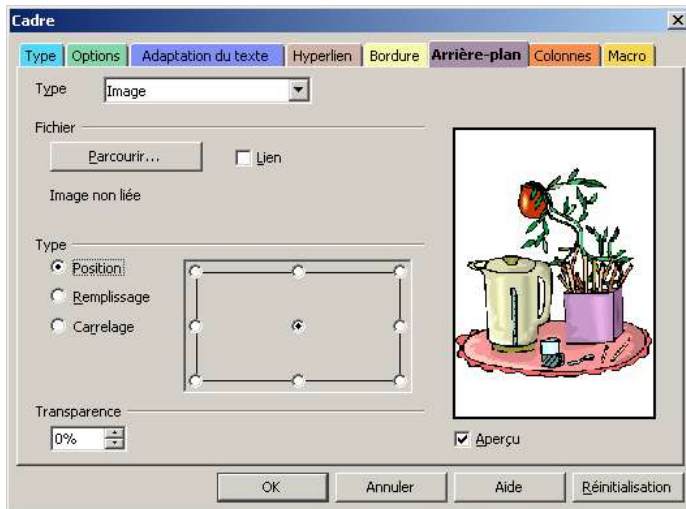 Cadre
Type Options Adaptation du texte Hyperlien Bordure Arrière-plan Colonnes Macro
Type Image
Fichier
Parcourir... Lien
Image non liée
Type
Position
Remplissage
Carrelage
Transparence
0%
Aperçu
OK Annuler Aide Réinitialisation